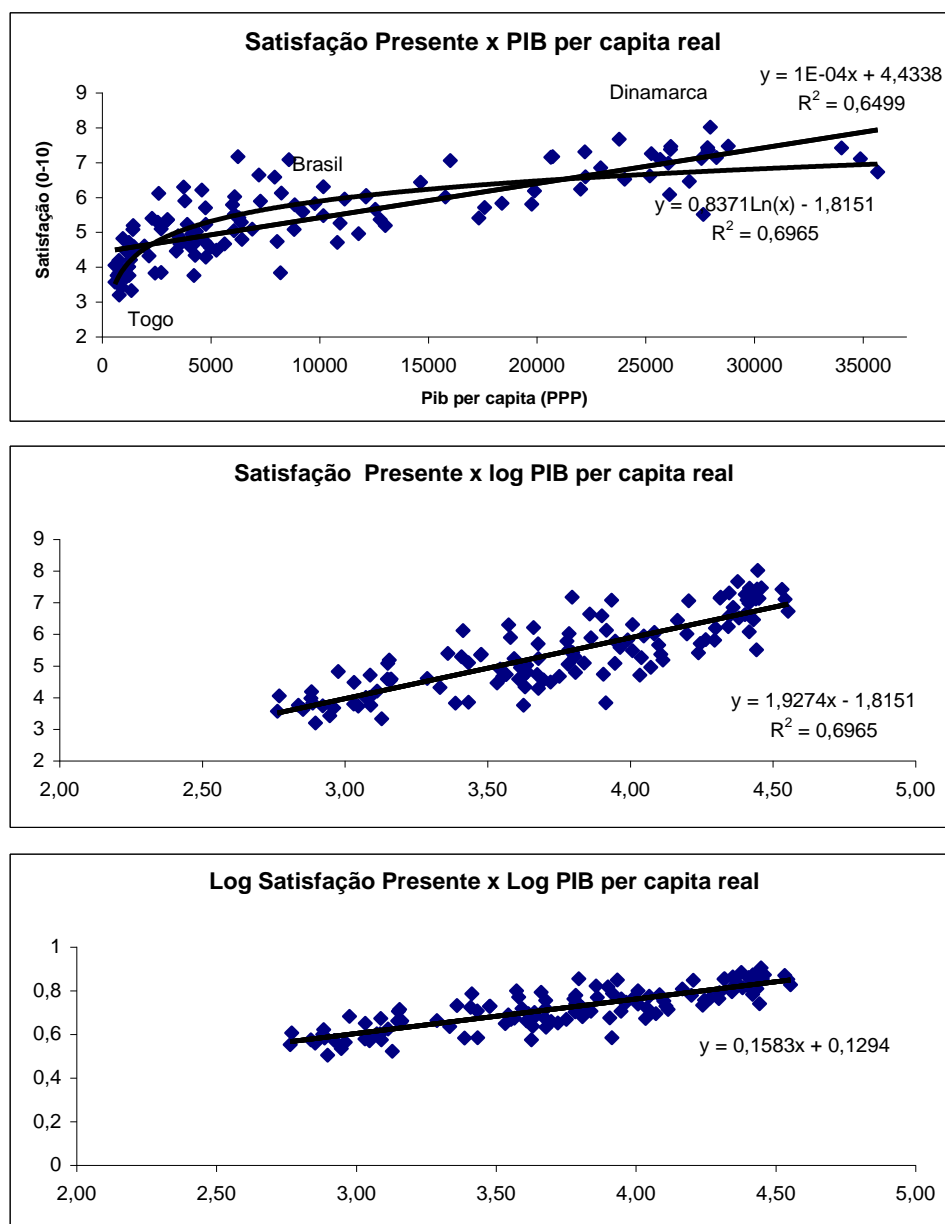 Satisfação Presente x PIB per capita real
y = 1E-04x + 4,4338
R² = 0,6499
Dinamarca
Brasil
y = 0,8371Ln(x) - 1,8151
R² = 0,6965
Togo
Satisfação (0-10)
9
8
7
6
5
4
3
2
0 5000 10000 15000 20000 25000 30000 35000
Pib per capita (PPP)
Satisfação Presente x log PIB per capita real
9
8
7
6
5
4
3
2
y = 1,9274x - 1,8151
R² = 0,6965
2,00 2,50 3,00 3,50 4,00 4,50 5,00
Log Satisfação Presente x Log PIB per capita real
1
0,8
0,6
0,4
0,2
0
y = 0,1583x + 0,1294
2,00 2,50 3,00 3,50 4,00 4,50 5,00